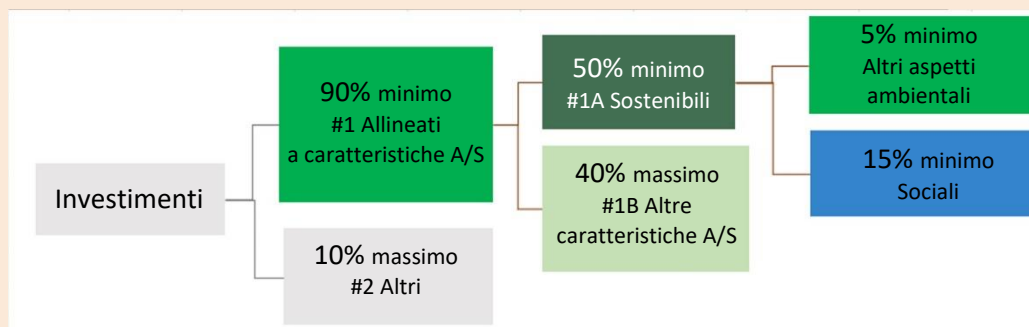 Investimenti
90% minimo
#1 Allineati
a caratteristiche A/S
10% massimo
#2 Altri
50% minimo
#1A Sostenibili
40% massimo
#1B Altre
caratteristiche A/S
5% minimo
Altri aspetti
ambientali
15% minimo
Sociali